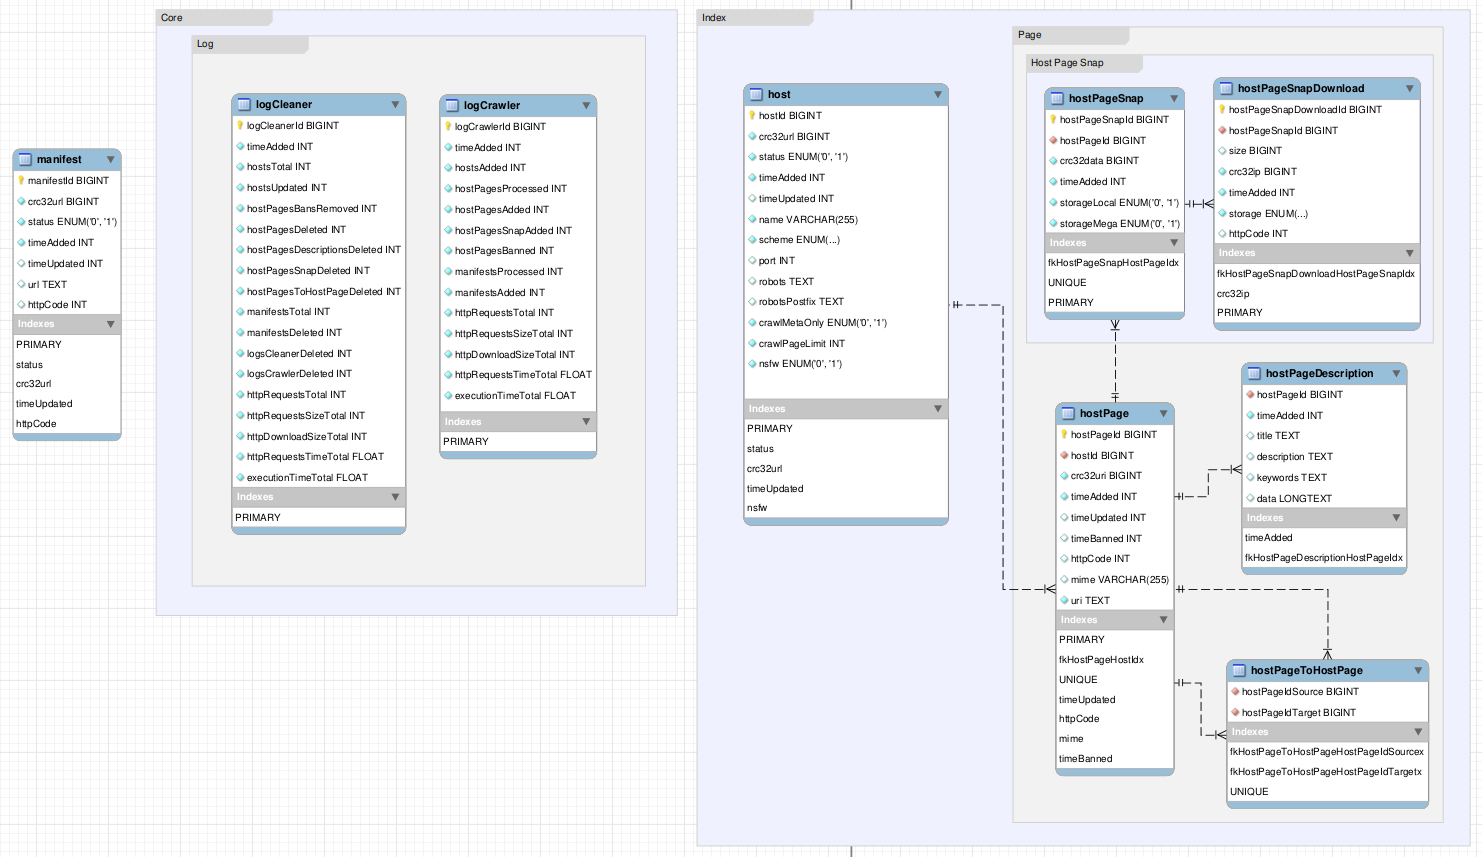 manifest
manifestId BIGINT
crc32url BIGINT
status ENUM('0', '1')
timeAdded INT
timeUpdated INT
url TEXT
httpCode INT
Indexes
PRIMARY
status
crc32url
timeUpdated
httpCode
Core
Log
logCleaner
logCleanerId BIGINT
timeAdded INT
hostsTotal INT
hostsUpdated INT
hostPagesBansRemoved INT
hostPagesDeleted INT
hostPagesDescriptionsDeleted INT
hostPagesSnapDeleted INT
hostPagesToHostPageDeleted INT
manifestsTotal INT
manifestsDeleted INT
logsCleanerDeleted INT
logsCrawlerDeleted INT
httpRequestsTotal INT
httpRequestsSizeTotal INT
httpDownloadSizeTotal INT
httpRequestsTimeTotal FLOAT
executionTimeTotal FLOAT
Indexes
PRIMARY
logCrawler
logCrawlerId BIGINT
timeAdded INT
hostsAdded INT
hostPagesProcessed INT
hostPagesAdded INT
hostPagesSnapAdded INT
hostPagesBanned INT
manifestsProcessed INT
manifestsAdded INT
httpRequestsTotal INT
httpRequestsSizeTotal INT
httpDownloadSizeTotal INT
httpRequestsTimeTotal FLOAT
executionTimeTotal FLOAT
Indexes
PRIMARY
Index
host
hostId BIGINT
crc32url BIGINT
status ENUM('0', '1')
timeAdded INT
timeUpdated INT
name VARCHAR(255)
scheme ENUM(...)
port INT
robots TEXT
robotsPostfix TEXT
crawlMetaOnly ENUM('0', '1')
crawlPageLimit INT
nsfw ENUM('0', '1')
Indexes
PRIMARY
status
crc32url
timeUpdated
nsfw
Page
Host Page Snap
hostPageSnap
hostPageSnapId BIGINT
hostPageId BIGINT
crc32data BIGINT
timeAdded INT
storageLocal ENUM('0', '1')
storageMega ENUM('0', '1')
Indexes
fkHostPageSnapHostPageIdx
UNIQUE
PRIMARY
hostPageSnapDownload
hostPageSnapDownloadId BIGINT
hostPageSnapId BIGINT
size BIGINT
crc32ip BIGINT
timeAdded INT
storage ENUM(...)
httpCode INT
Indexes
fkHostPageSnapDownloadHostPageSnapIdx
crc32ip
PRIMARY
hostPage
hostPageId BIGINT
hostId BIGINT
crc32uri BIGINT
timeAdded INT
timeUpdated INT
timeBanned INT
httpCode INT
mime VARCHAR(255)
uri TEXT
Indexes
PRIMARY
fkHostPageHostIdx
UNIQUE
timeUpdated
httpCode
mime
timeBanned
hostPageDescription
hostPageId BIGINT
timeAdded INT
title TEXT
description TEXT
keywords TEXT
data LONGTEXT
Indexes
timeAdded
fkHostPageDescriptionHostPageIdx
hostPageToHostPage
hostPageIdSource BIGINT
hostPageIdTarget BIGINT
Indexes
fkHostPageToHostPageHostPageIdSourcex
fkHostPageToHostPageHostPageIdTargetx
UNIQUE